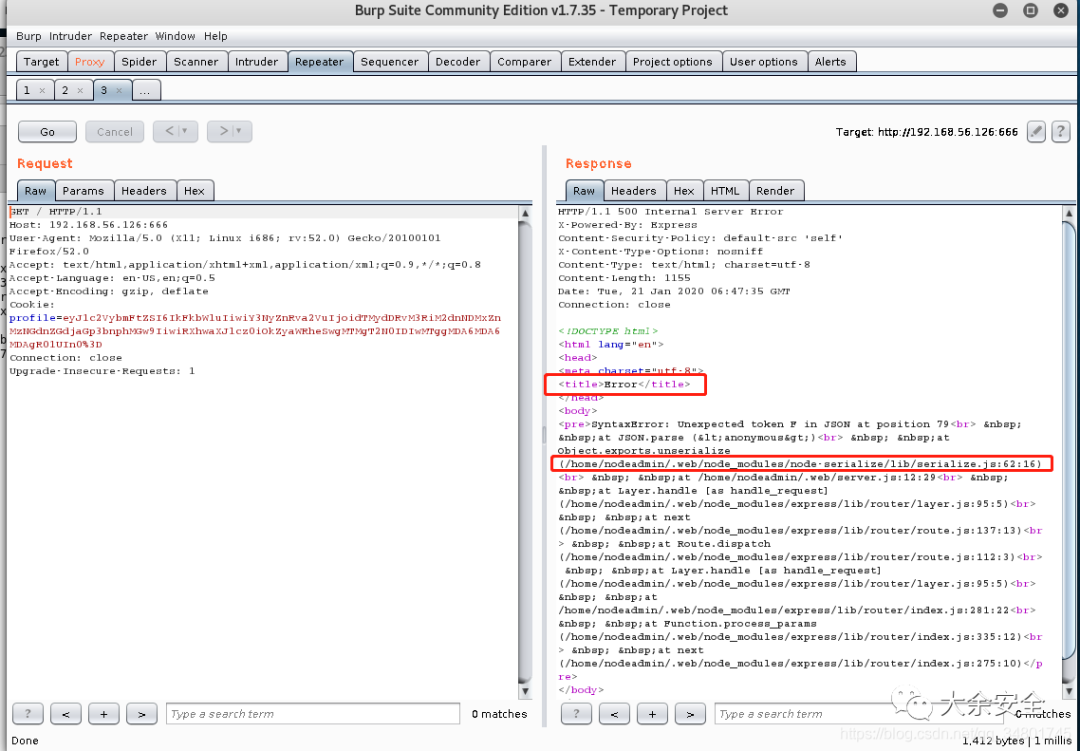 Burp Suite Community Edition v1.7.35 - Temporary Project
Burp Intruder Repeater Window Help
Target Proxy Spider Scanner Intruder Repeater Sequencer Decoder Comparer Extender Project options User options Alerts
1 × 2 × 3 × ...
Go Cancel < ▾ > ▾ Target: http://192.168.56.126:666 ?
Request
Raw Params Headers Hex
GET / HTTP/1.1
Host: 192.168.56.126:666
User-Agent: Mozilla/5.0 (X11; Linux i686; rv:52.0) Gecko/20100101
Firefox/52.0
Accept: text/html,application/xhtml+xml,application/xml;q=0.9,*/*;q=0.8
Accept-Language: en-US,en;q=0.5
Accept-Encoding: gzip, deflate
Cookie:
Connection: close
Upgrade-Insecure-Requests: 1
? < + > Type a search term 0 matches
Response
Raw Headers Hex HTML Render
HTTP/1.1 500 Internal Server Error
X-Powered-By: Express
Content-Security-Policy: default-src 'self'
X-Content-Type-Options: nosniff
Content-Type: text/html; charset=utf-8
Content-Length: 1155
Date: Tue, 21 Jan 2020 06:47:35 GMT
Connection: close
<!DOCTYPE html>
<html lang="en">
<head>
<meta charset="utf-8">
<title>Error</title>
</head>
<body>
<pre>SyntaxError: Unexpected token F in JSON at position 79<br> &nbsp;
&nbsp;at JSON.parse (&lt;anonymous&gt;)<br> &nbsp; &nbsp;at
Object.exports.unserialize
(/home/nodeadmin/.web/node_modules/node-serialize/lib/serialize.js:62:16)
<br> &nbsp; &nbsp;at /home/nodeadmin/.web/server.js:12:29<br> &nbsp;
&nbsp;at Layer.handle [as handle_request]
(/home/nodeadmin/.web/node_modules/express/lib/router/layer.js:95:5)<br>
&nbsp; &nbsp;at next
(/home/nodeadmin/.web/node_modules/express/lib/router/route.js:137:13)<br
> &nbsp; &nbsp;at Route.dispatch
(/home/nodeadmin/.web/node_modules/express/lib/router/route.js:112:3)<br>
&nbsp; &nbsp;at Layer.handle [as handle_request]
(/home/nodeadmin/.web/node_modules/express/lib/router/layer.js:95:5)<br>
&nbsp; &nbsp;at
/home/nodeadmin/.web/node_modules/express/lib/router/index.js:281:22<br>
&nbsp; &nbsp;at Function.process_params
(/home/nodeadmin/.web/node_modules/express/lib/router/index.js:335:12)<br
> &nbsp; &nbsp;at next
(/home/nodeadmin/.web/node_modules/express/lib/router/index.js:275:10)</p
re>
</body>
? < + > Type a search term 0 matches
大余安全
Done
1,412 bytes | 1 millis